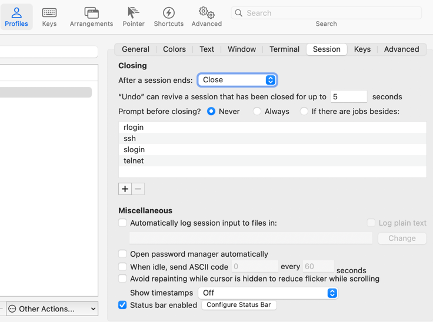 Profiles Keys Arrangements Pointer Shortcuts Advanced
Search
Search
General Colors Text Window Terminal Session Keys Advanced
Closing
After a session ends: Close
"Undo" can revive a session that has been closed for up to 5 seconds
Prompt before closing? Never Always If there are jobs besides:
rlogin
ssh
slogin
telnet
+ −
Miscellaneous
Automatically log session input to files in: Log plain text
Change
Open password manager automatically
When idle, send ASCII code 0 every 60 seconds
Avoid repainting while cursor is hidden to reduce flicker while scrolling
Show timestamps Off
Other Actions... Status bar enabled Configure Status Bar